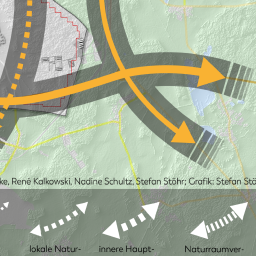 ke, René Kalkowski, Nadine Schultz, Stefan Stöhr; Grafik: Stefan Stö
lokale Natur- innere Haupt- Naturraumver-